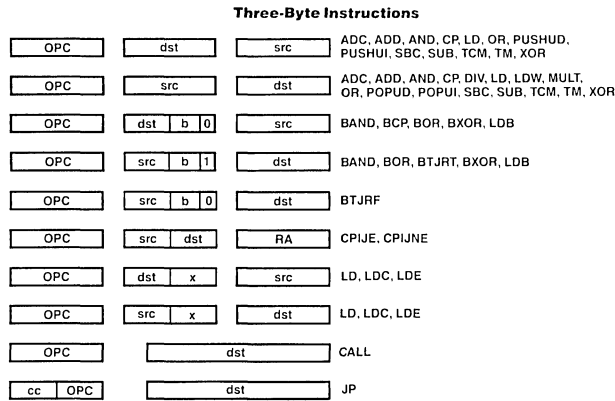 Three-Byte Instructions
OPC dst src ADC, ADD, AND, CP, LD, OR, PUSHUD,
PUSHUI, SBC, SUB, TCM, TM, XOR
OPC src dst ADC, ADD, AND, CP, DIV, LD, LDW, MULT,
OR, POPUD, POPUI, SBC, SUB, TCM, TM, XOR
OPC dst b 0 src BAND, BCP, BOR, BXOR, LDB
OPC src b 1 dst BAND, BOR, BTJRT, BXOR, LDB
OPC src b 0 dst BTJRF
OPC src dst RA CPIJE, CPIJNE
OPC dst x src LD, LDC, LDE
OPC src x dst LD, LDC, LDE
OPC dst CALL
cc OPC dst JP